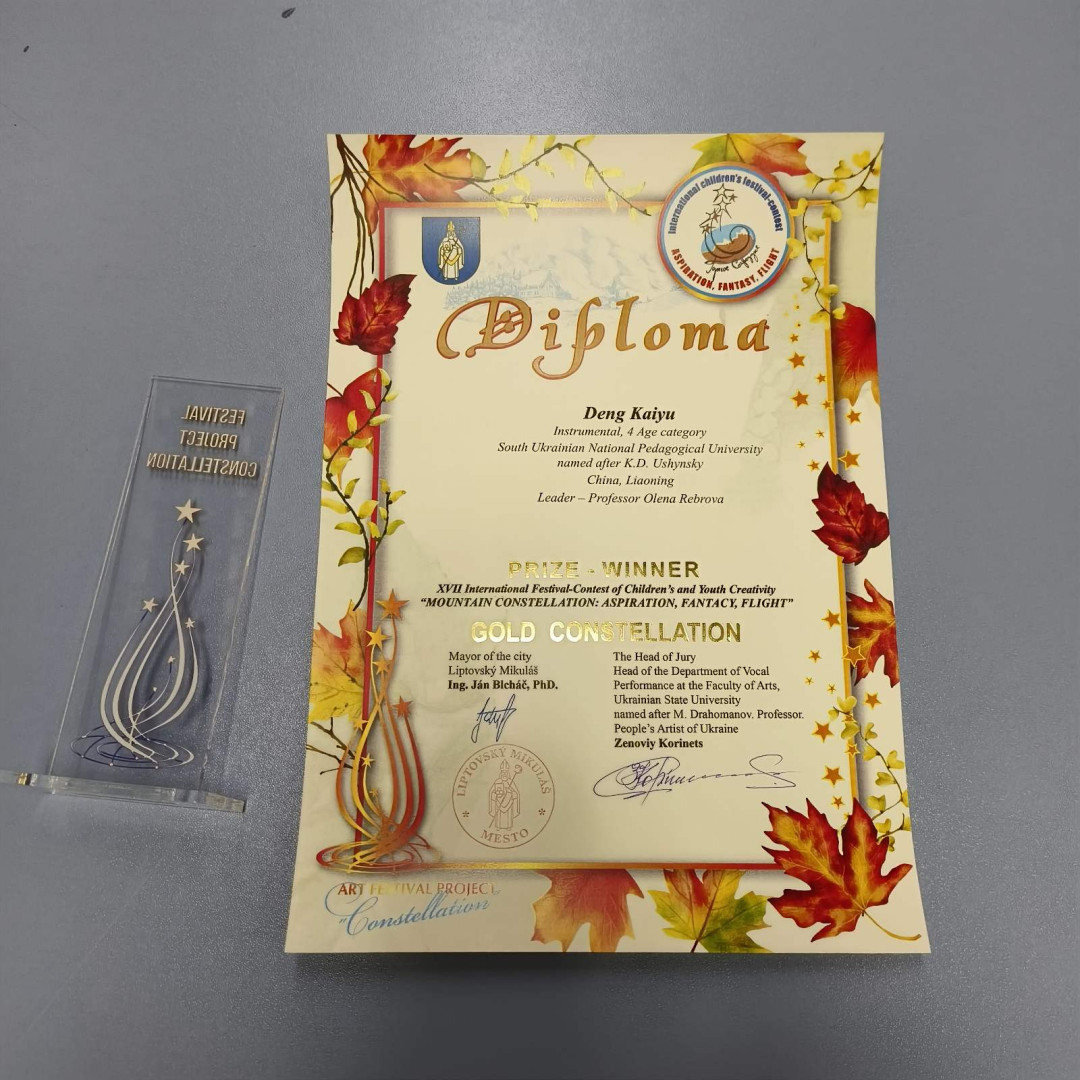 FESTIVAL
PROJECT
CONSTELLATION
International children's festival-contest
ASPIRATION, FANTASY, FLIGHT
Diploma
Deng Kaiyu
Instrumental, 4 Age category
South Ukrainian National Pedagogical University
named after K.D. Ushynsky
China, Liaoning
Leader – Professor Olena Rebrova
PRIZE - WINNER
XVII International Festival-Contest of Children's and Youth Creativity
“MOUNTAIN CONSTELLATION: ASPIRATION, FANTACY, FLIGHT”
GOLD CONSTELLATION
Mayor of the city
Liptovský Mikuláš
Ing. Ján Blcháč, PhD.
The Head of Jury
Head of the Department of Vocal
Performance at the Faculty of Arts,
Ukrainian State University
named after M. Drahomanov. Professor.
People's Artist of Ukraine
Zenoviy Korinets
LIPTOVSKÝ MIKULÁŠ
* MESTO *
ART FESTIVAL PROJECT
"Constellation"